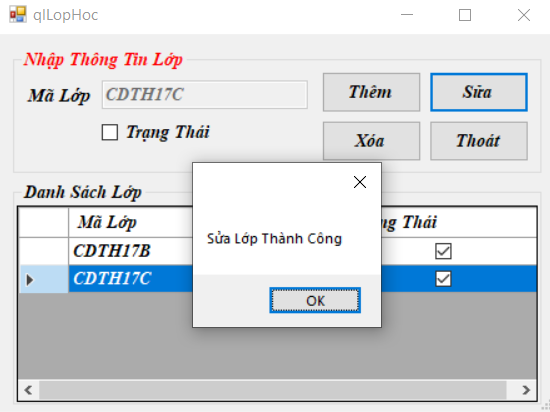 qlLopHoc
Nhập Thông Tin Lớp
Mã Lớp CDTH17C
Thêm Sửa
Trạng Thái
Xóa Thoát
Danh Sách Lớp
Mã Lớp ng Thái
CDTH17B
CDTH17C
Sửa Lớp Thành Công
OK